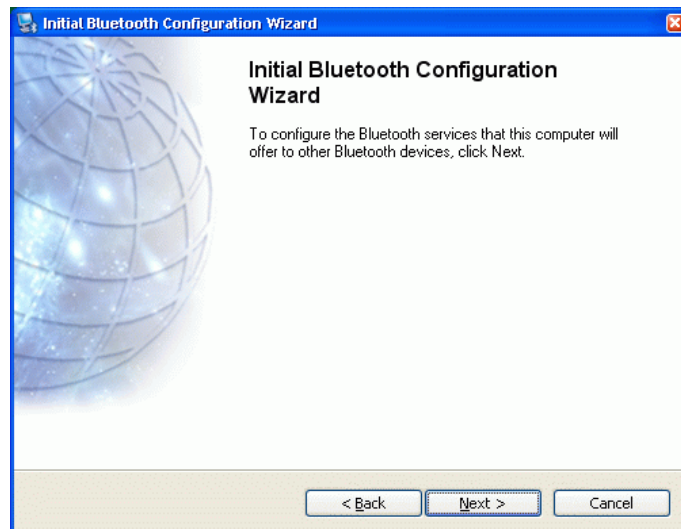 Initial Bluetooth Configuration Wizard
Initial Bluetooth Configuration
Wizard
To configure the Bluetooth services that this computer will
offer to other Bluetooth devices, click Next.
< Back Next > Cancel